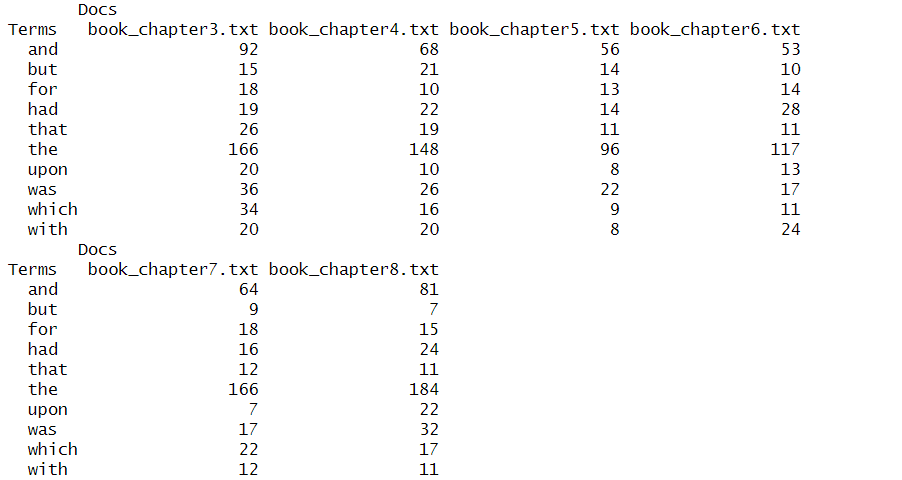 Docs
Terms book_chapter3.txt book_chapter4.txt book_chapter5.txt book_chapter6.txt
and 92 68 56 53
but 15 21 14 10
for 18 10 13 14
had 19 22 14 28
that 26 19 11 11
the 166 148 96 117
upon 20 10 8 13
was 36 26 22 17
which 34 16 9 11
with 20 20 8 24
Docs
Terms book_chapter7.txt book_chapter8.txt
and 64 81
but 9 7
for 18 15
had 16 24
that 12 11
the 166 184
upon 7 22
was 17 32
which 22 17
with 12 11